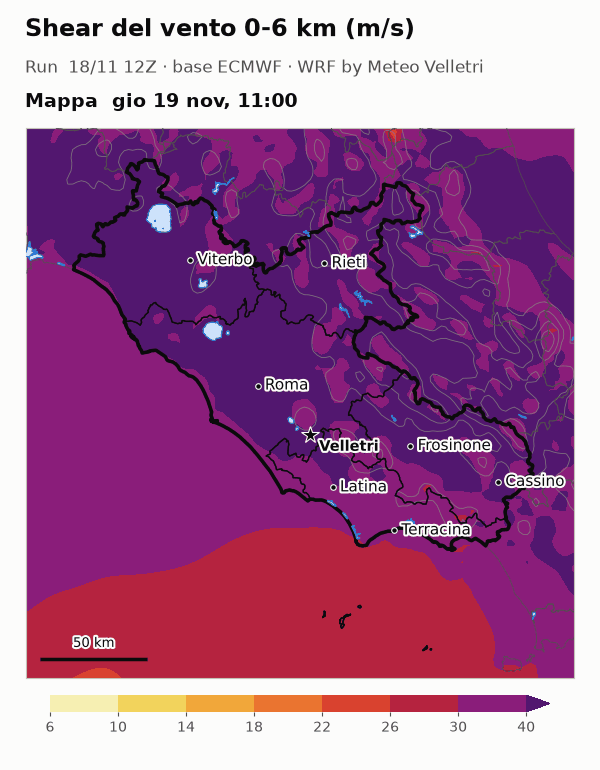 Shear del vento 0-6 km (m/s)
Run 18/11 12Z · base ECMWF · WRF by Meteo Velletri
Mappa gio 19 nov, 11:00
Viterbo
Rieti
Roma
Velletri
Frosinone
Latina
Cassino
Terracina
50 km
6 10 14 18 22 26 30 40